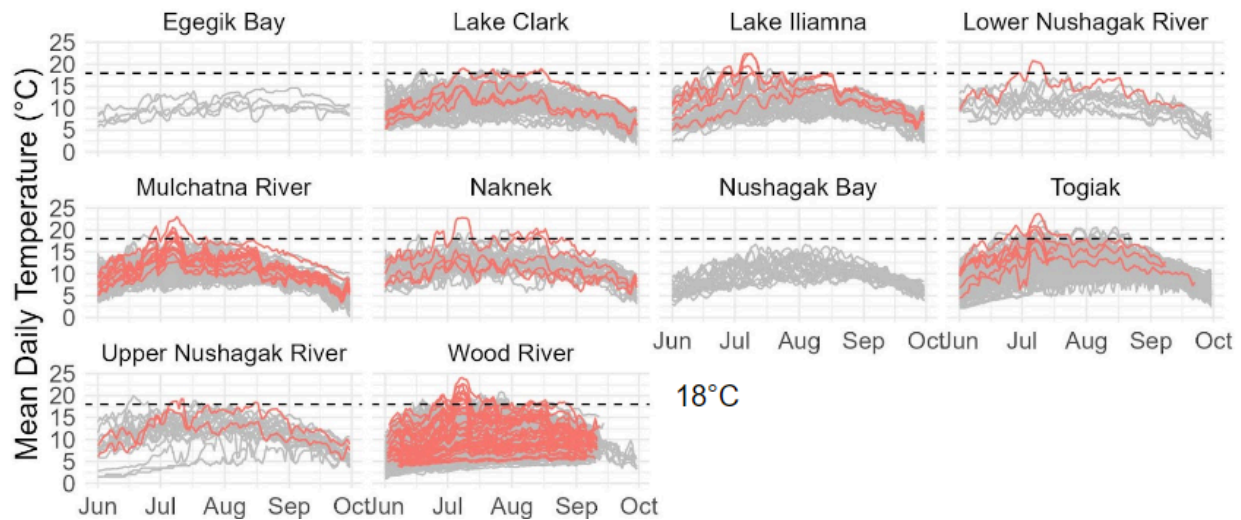 Egegik Bay
Lake Clark
Lake Iliamna
Lower Nushagak River
Mean Daily Temperature (°C)
25
20
15
10
5
0
Mulchatna River
Naknek
Nushagak Bay
Togiak
25
20
15
10
5
0
Jun Jul Aug Sep Oct
Jun Jul Aug Sep Oct
Upper Nushagak River
Wood River
25
20
15
10
5
0
18°C
Jun Jul Aug Sep Oct
Jun Jul Aug Sep Oct